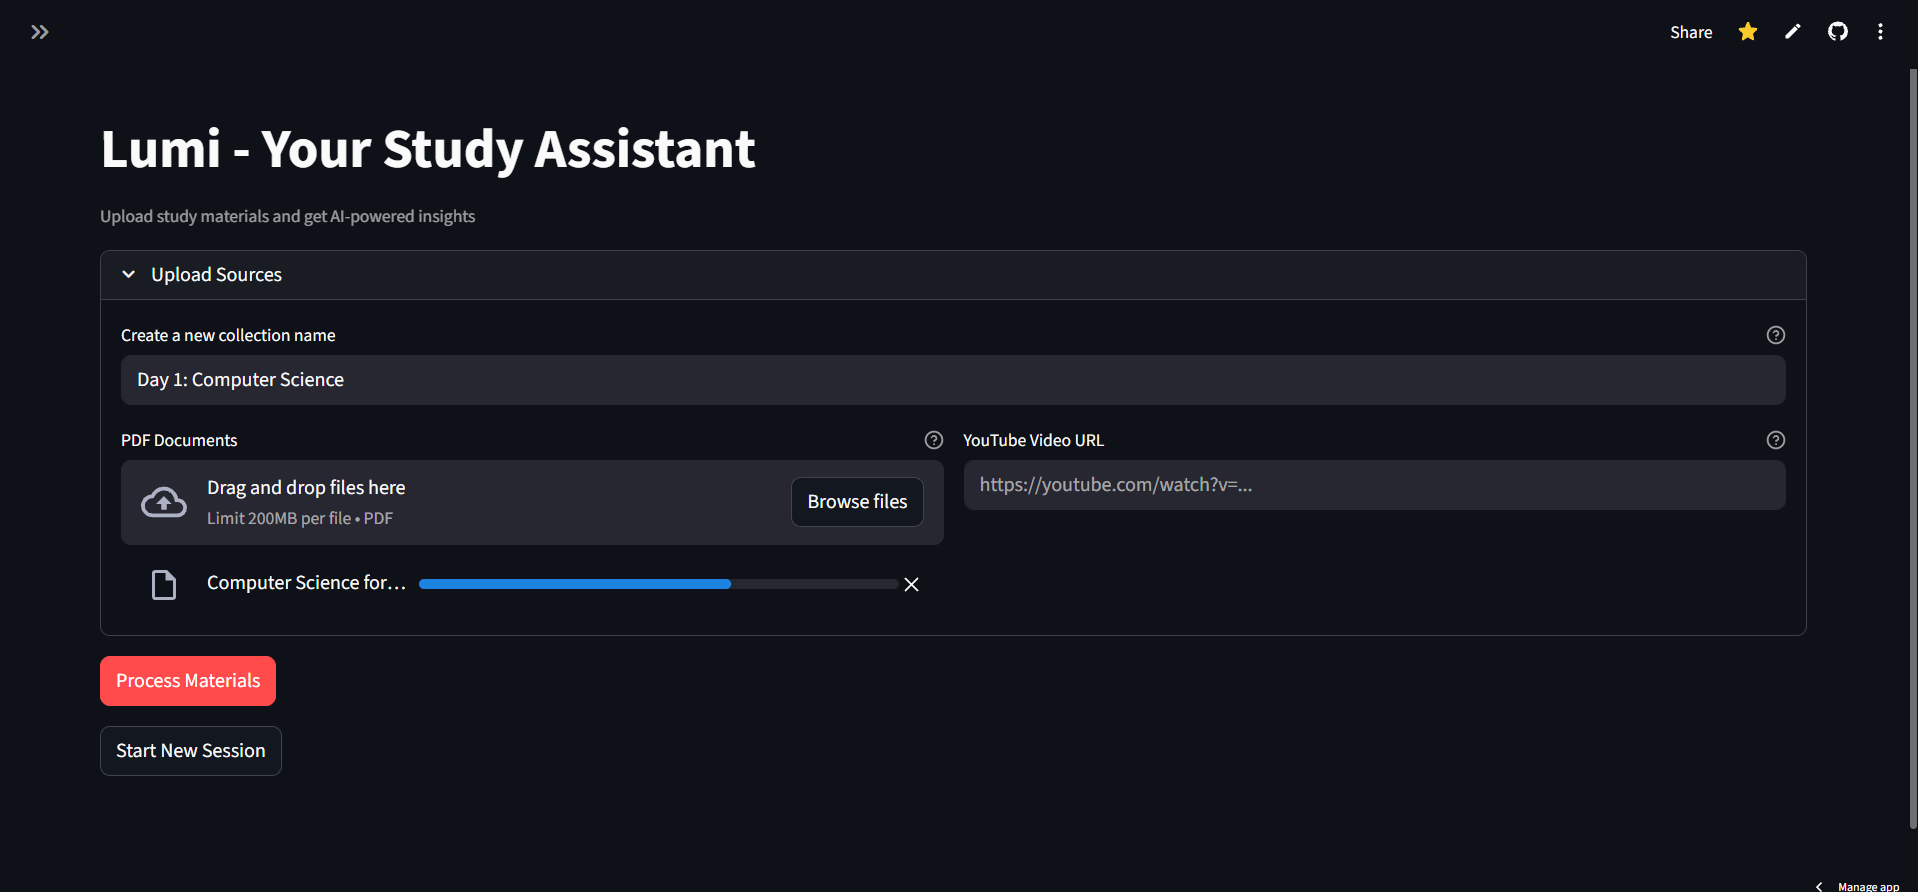 Share
Lumi - Your Study Assistant
Upload study materials and get AI-powered insights
Upload Sources
Create a new collection name
Day 1: Computer Science
PDF Documents
YouTube Video URL
Drag and drop files here
Limit 200MB per file • PDF
Browse files
https://youtube.com/watch?v=...
Computer Science for...
Process Materials
Start New Session
Manage app